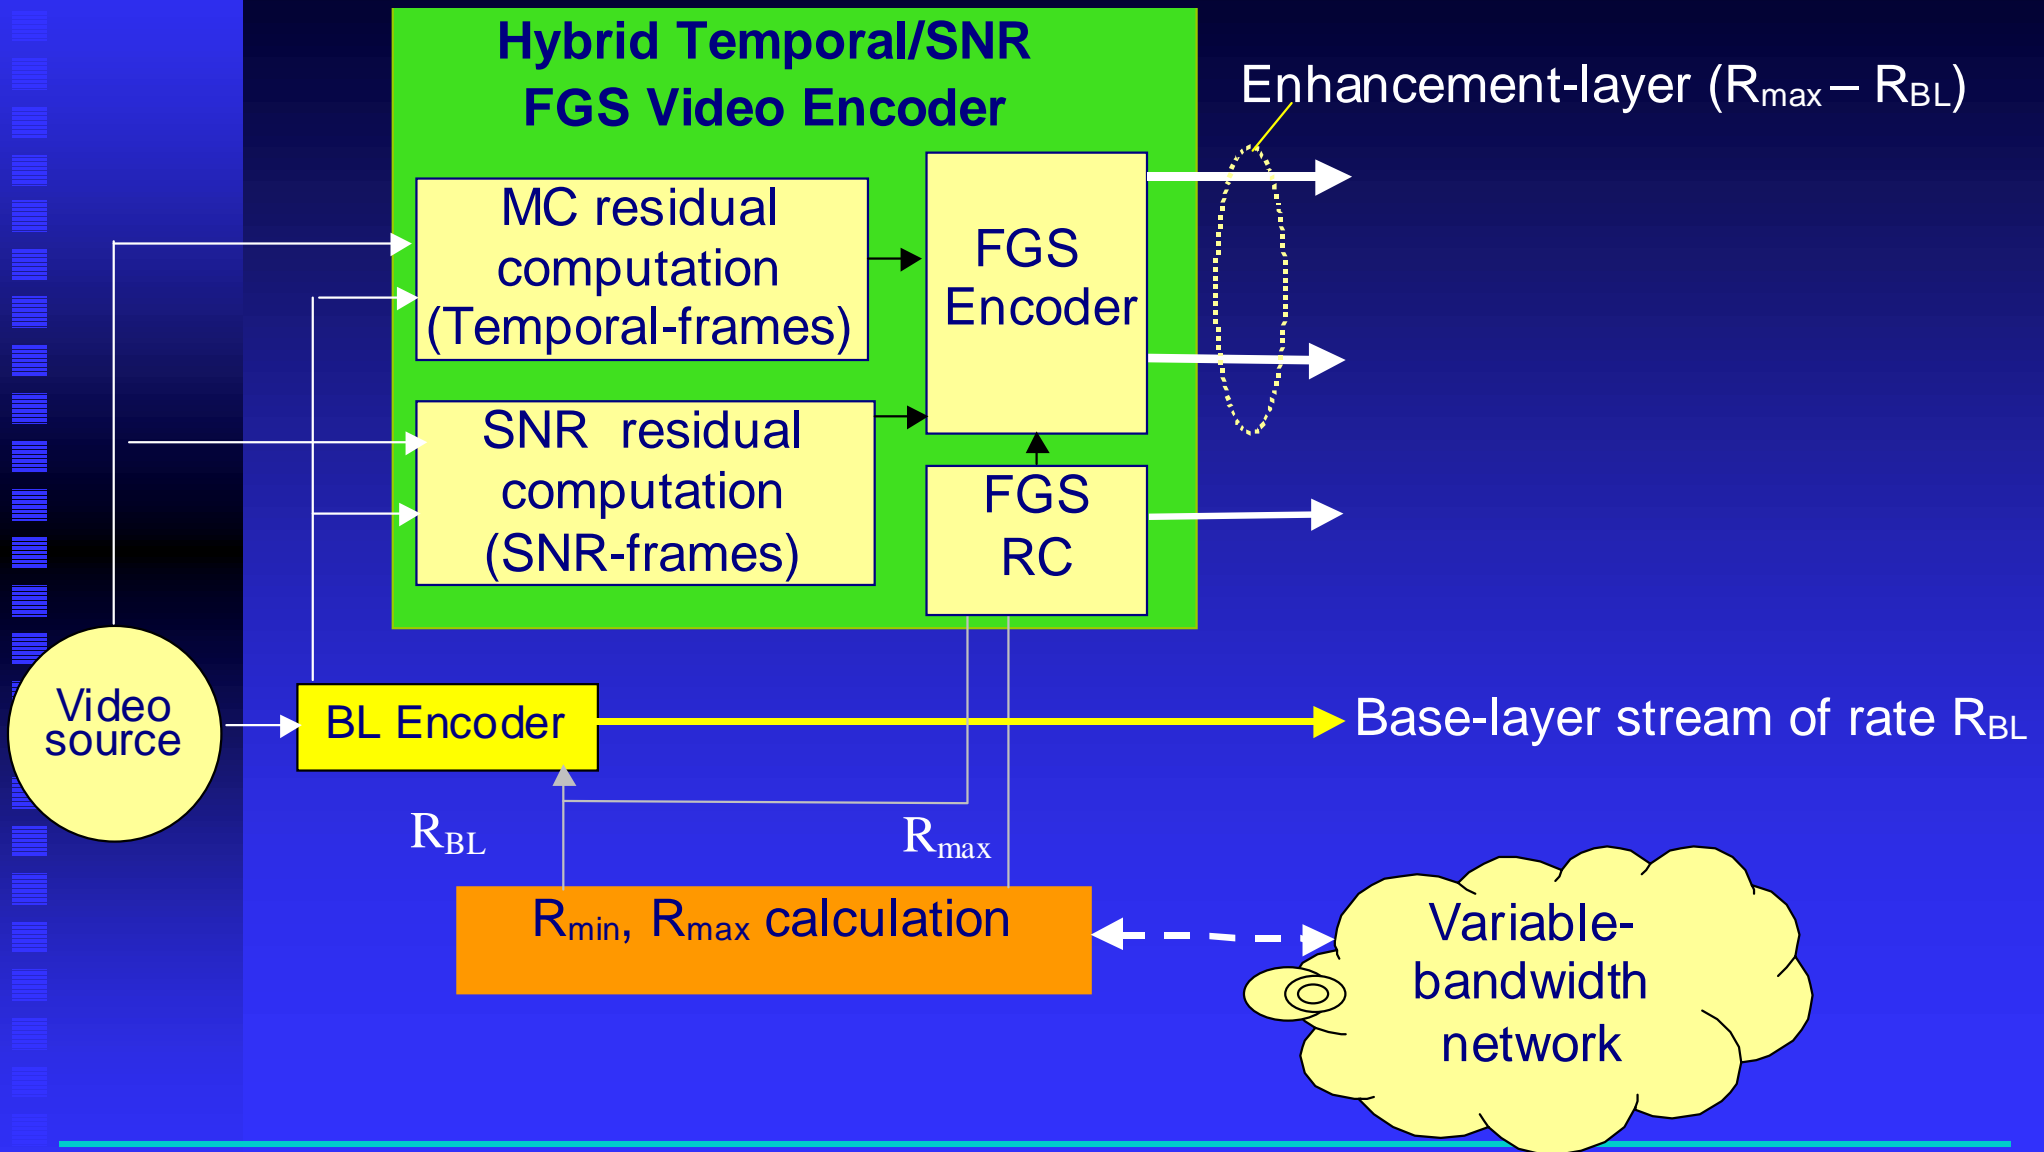 Hybrid Temporal/SNR
FGS Video Encoder
Enhancement-layer (Rmax – RBL)
MC residual
computation
(Temporal-frames)
FGS
Encoder
SNR residual
computation
(SNR-frames)
FGS
RC
Video
source
BL Encoder
Base-layer stream of rate RBL
RBL
Rmax
Rmin, Rmax calculation
Variable-
bandwidth
network